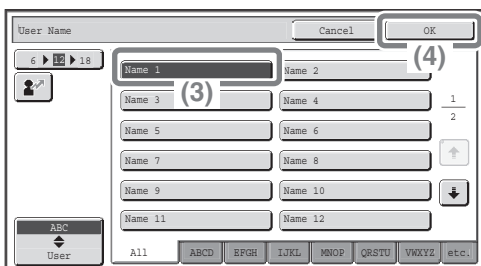 User Name Cancel OK
6 12 18 (4)
Name 1 Name 2
Name 3 (3) Name 4 1
2
Name 5 Name 6
Name 7 Name 8
Name 9 Name 10
Name 11 Name 12
ABC
User
All ABCD EFGH IJKL MNOP QRSTU VWXYZ etc.